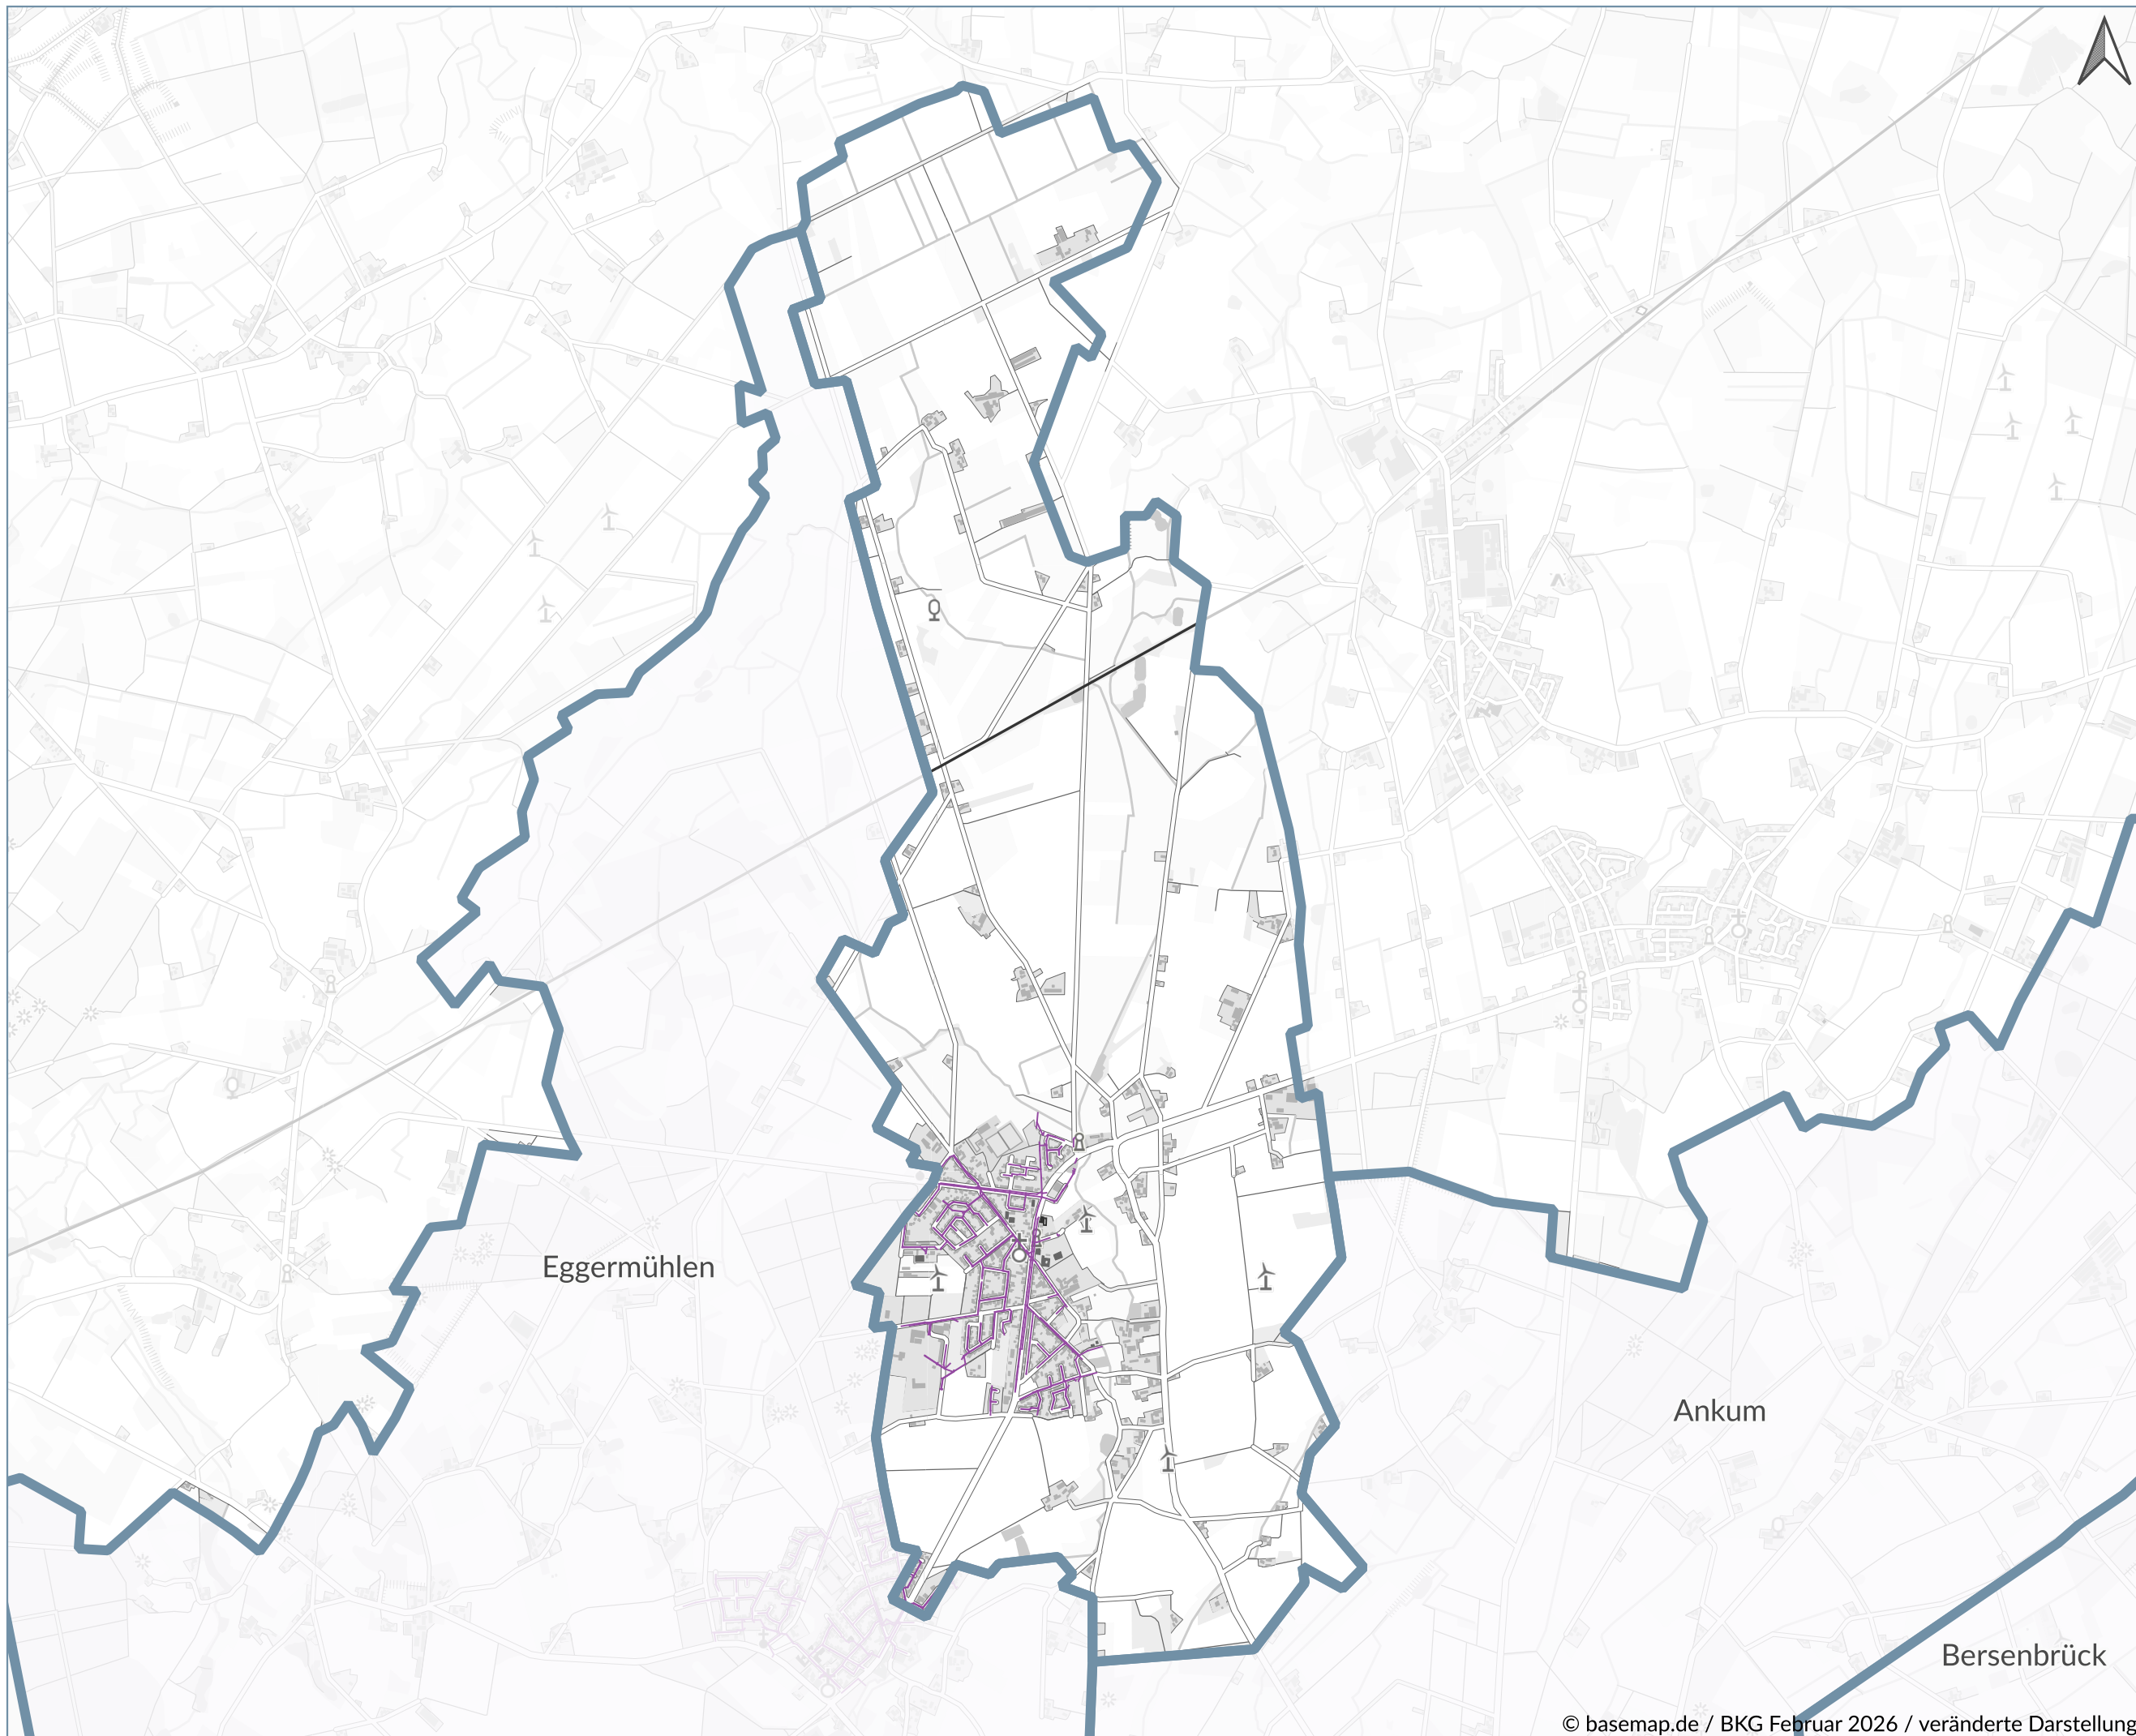 Eggermühlen
Ankum
Bersenbrück
© basemap.de / BKG Februar 2026 / veränderte Darstellung